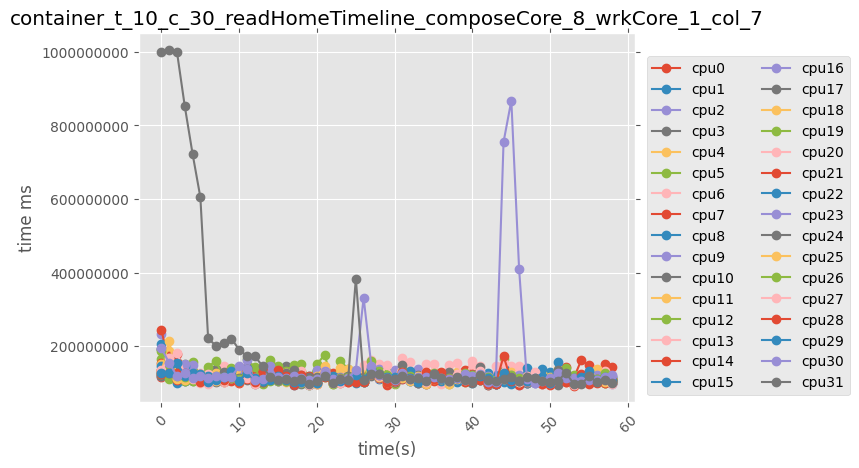 container_t_10_c_30_readHomeTimeline_composeCore_8_wrkCore_1_col_7
time ms
1000000000
800000000
600000000
400000000
200000000
0
10
20
30
40
50
60
time(s)
cpu0
cpu1
cpu2
cpu3
cpu4
cpu5
cpu6
cpu7
cpu8
cpu9
cpu10
cpu11
cpu12
cpu13
cpu14
cpu15
cpu16
cpu17
cpu18
cpu19
cpu20
cpu21
cpu22
cpu23
cpu24
cpu25
cpu26
cpu27
cpu28
cpu29
cpu30
cpu31